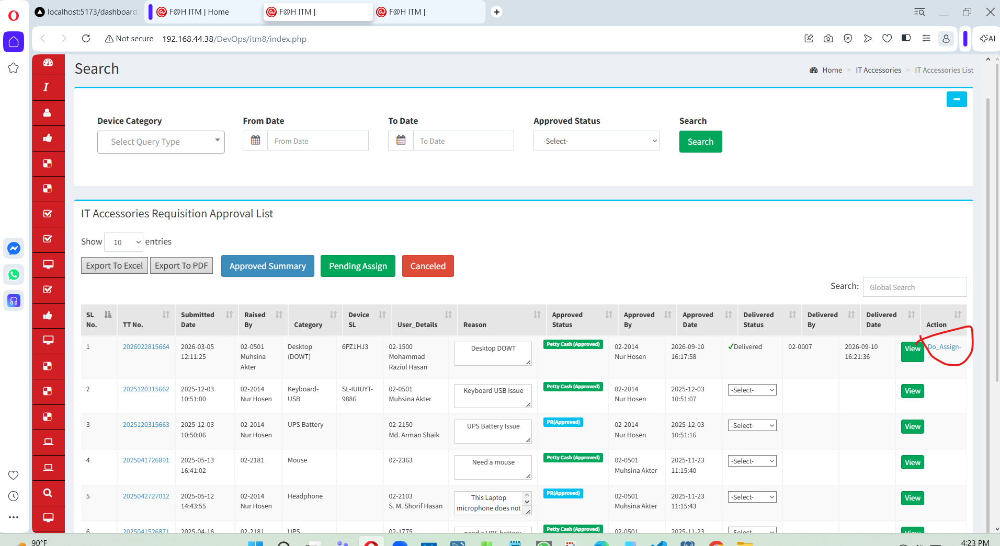 localhost:5173/dashboard
F@H ITM | Home
F@H ITM |
F@H ITM |
Not secure
192.168.44.38/DevOps/itm8/index.php
AI
Search
Home > IT Accessories > IT Accessories List
Device Category
From Date
To Date
Approved Status
Search
Select Query Type
From Date
To Date
-Select-
Search
IT Accessories Requisition Approval List
Show 10 entries
Export To Excel
Export To PDF
Approved Summary
Pending Assign
Canceled
Search: Global Search
SL No.
TT No.
Submitted Date
Raised By
Category
Device SL
User_Details
Reason
Approved Status
Approved By
Approved Date
Delivered Status
Delivered By
Delivered Date
Action
1 2026022815664 2026-03-05 12:11:25 02-0501 Muhsina Akter Desktop (DOWT) 6PZ1HJ3 02-1500 Mohammad Raziul Hasan Desktop DOWT Petty Cash (Approved) 02-2014 Nur Hosen 2026-09-10 16:17:58 ✓Delivered 02-0007 2026-09-10 16:21:36 View Do_Assign--
2 2025120315662 2025-12-03 10:51:00 02-2014 Nur Hosen Keyboard-USB SL-IUIUYT-9886 02-0501 Muhsina Akter Keyboard USB Issue Petty Cash (Approved) 02-2014 Nur Hosen 2025-12-03 10:51:07 -Select- View
3 2025120315663 2025-12-03 10:50:06 02-2014 Nur Hosen UPS Battery 02-2150 Md. Arman Shaik UPS Battery Issue PR(Approved) 02-2014 Nur Hosen 2025-12-03 10:51:16 -Select- View
4 2025041726891 2025-05-13 16:41:02 02-2181 Mouse 02-2363 Need a mouse Petty Cash (Approved) 02-0501 Muhsina Akter 2025-11-23 11:15:40 -Select- View
5 2025042727012 2025-05-12 14:43:55 02-2014 Nur Hosen Headphone 02-2103 S. M. Shorif Hasan This Laptop microphone does not PR(Approved) 02-0501 Muhsina Akter 2025-11-23 11:15:43 -Select- View
6 2025041526871 2025-04-16 02-2181 UPS 02-1775 need a UPS battery Petty Cash (Approved) 02-0501 2025-11-23 -Select- View
90°F
4:23 PM